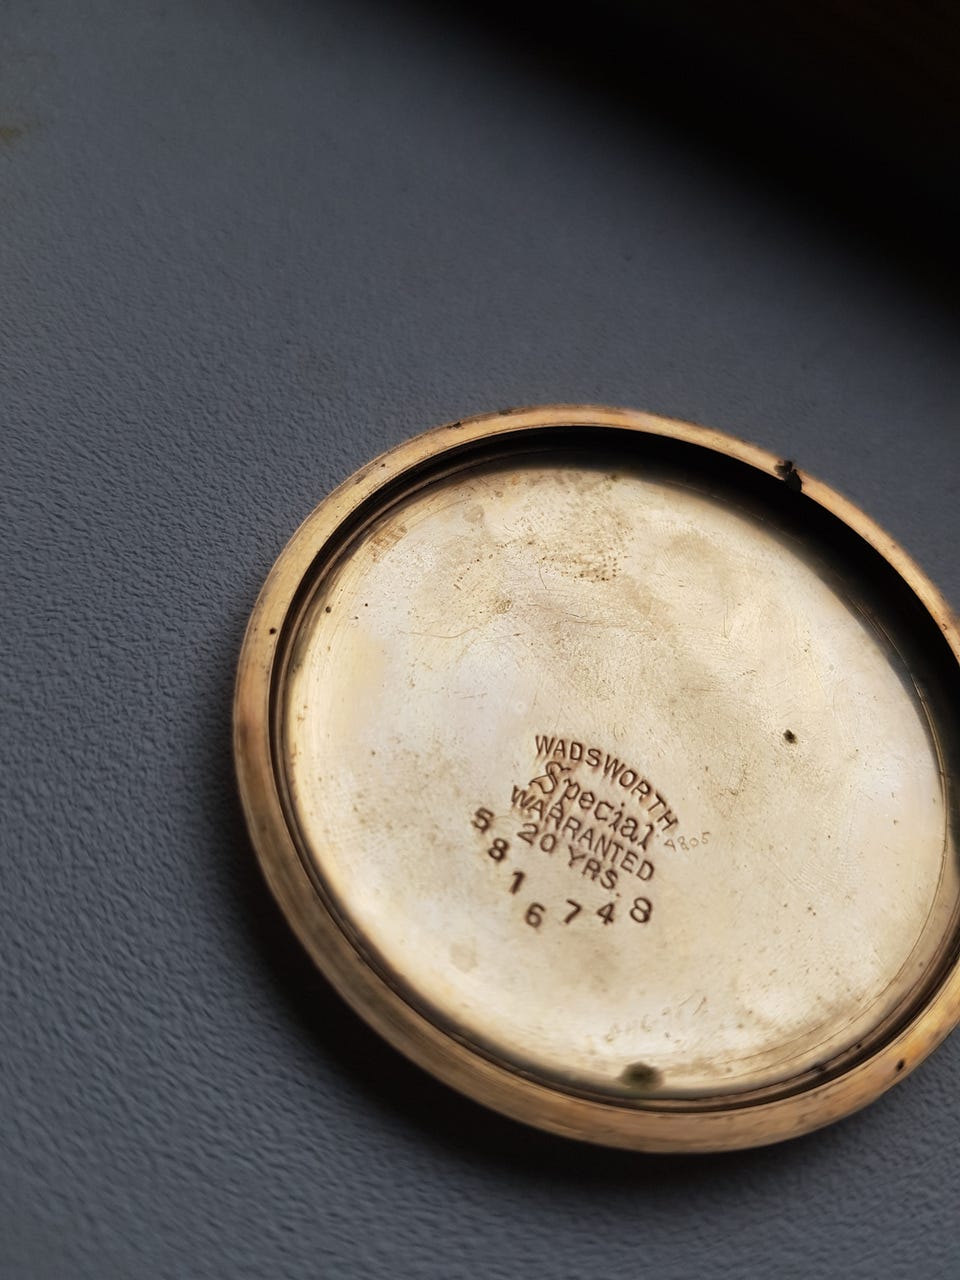 WADSWORTH
Special
WARRANTED
20 YRS.
5816748
4805